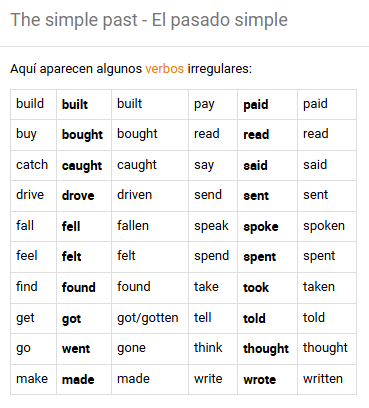 The simple past - El pasado simple
Aquí aparecen algunos verbos irregulares:
build built built pay paid paid
buy bought bought read read read
catch caught caught say said said
drive drove driven send sent sent
fall fell fallen speak spoke spoken
feel felt felt spend spent spent
find found found take took taken
get got got/gotten tell told told
go went gone think thought thought
make made made write wrote written